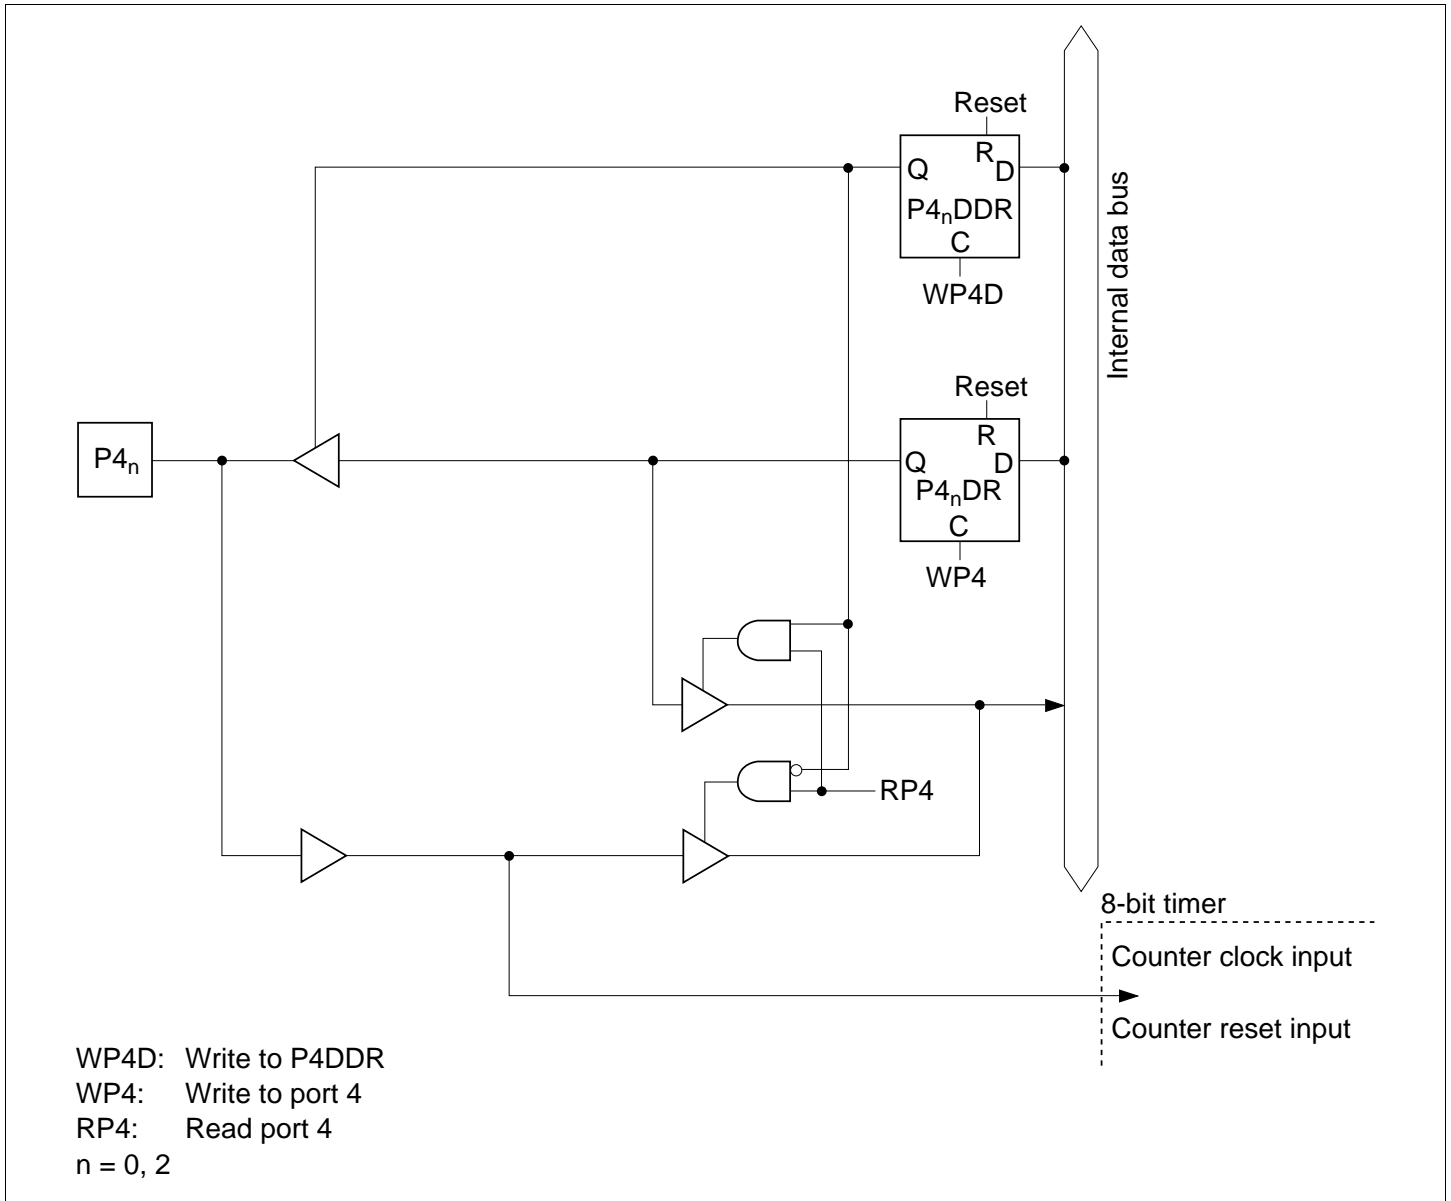 Reset
Q
R
D
P4nDDR
C
WP4D
Internal data bus
Reset
P4n
Q
R
D
P4nDR
C
WP4
RP4
8-bit timer
Counter clock input
Counter reset input
WP4D: Write to P4DDR
WP4: Write to port 4
RP4: Read port 4
n = 0, 2